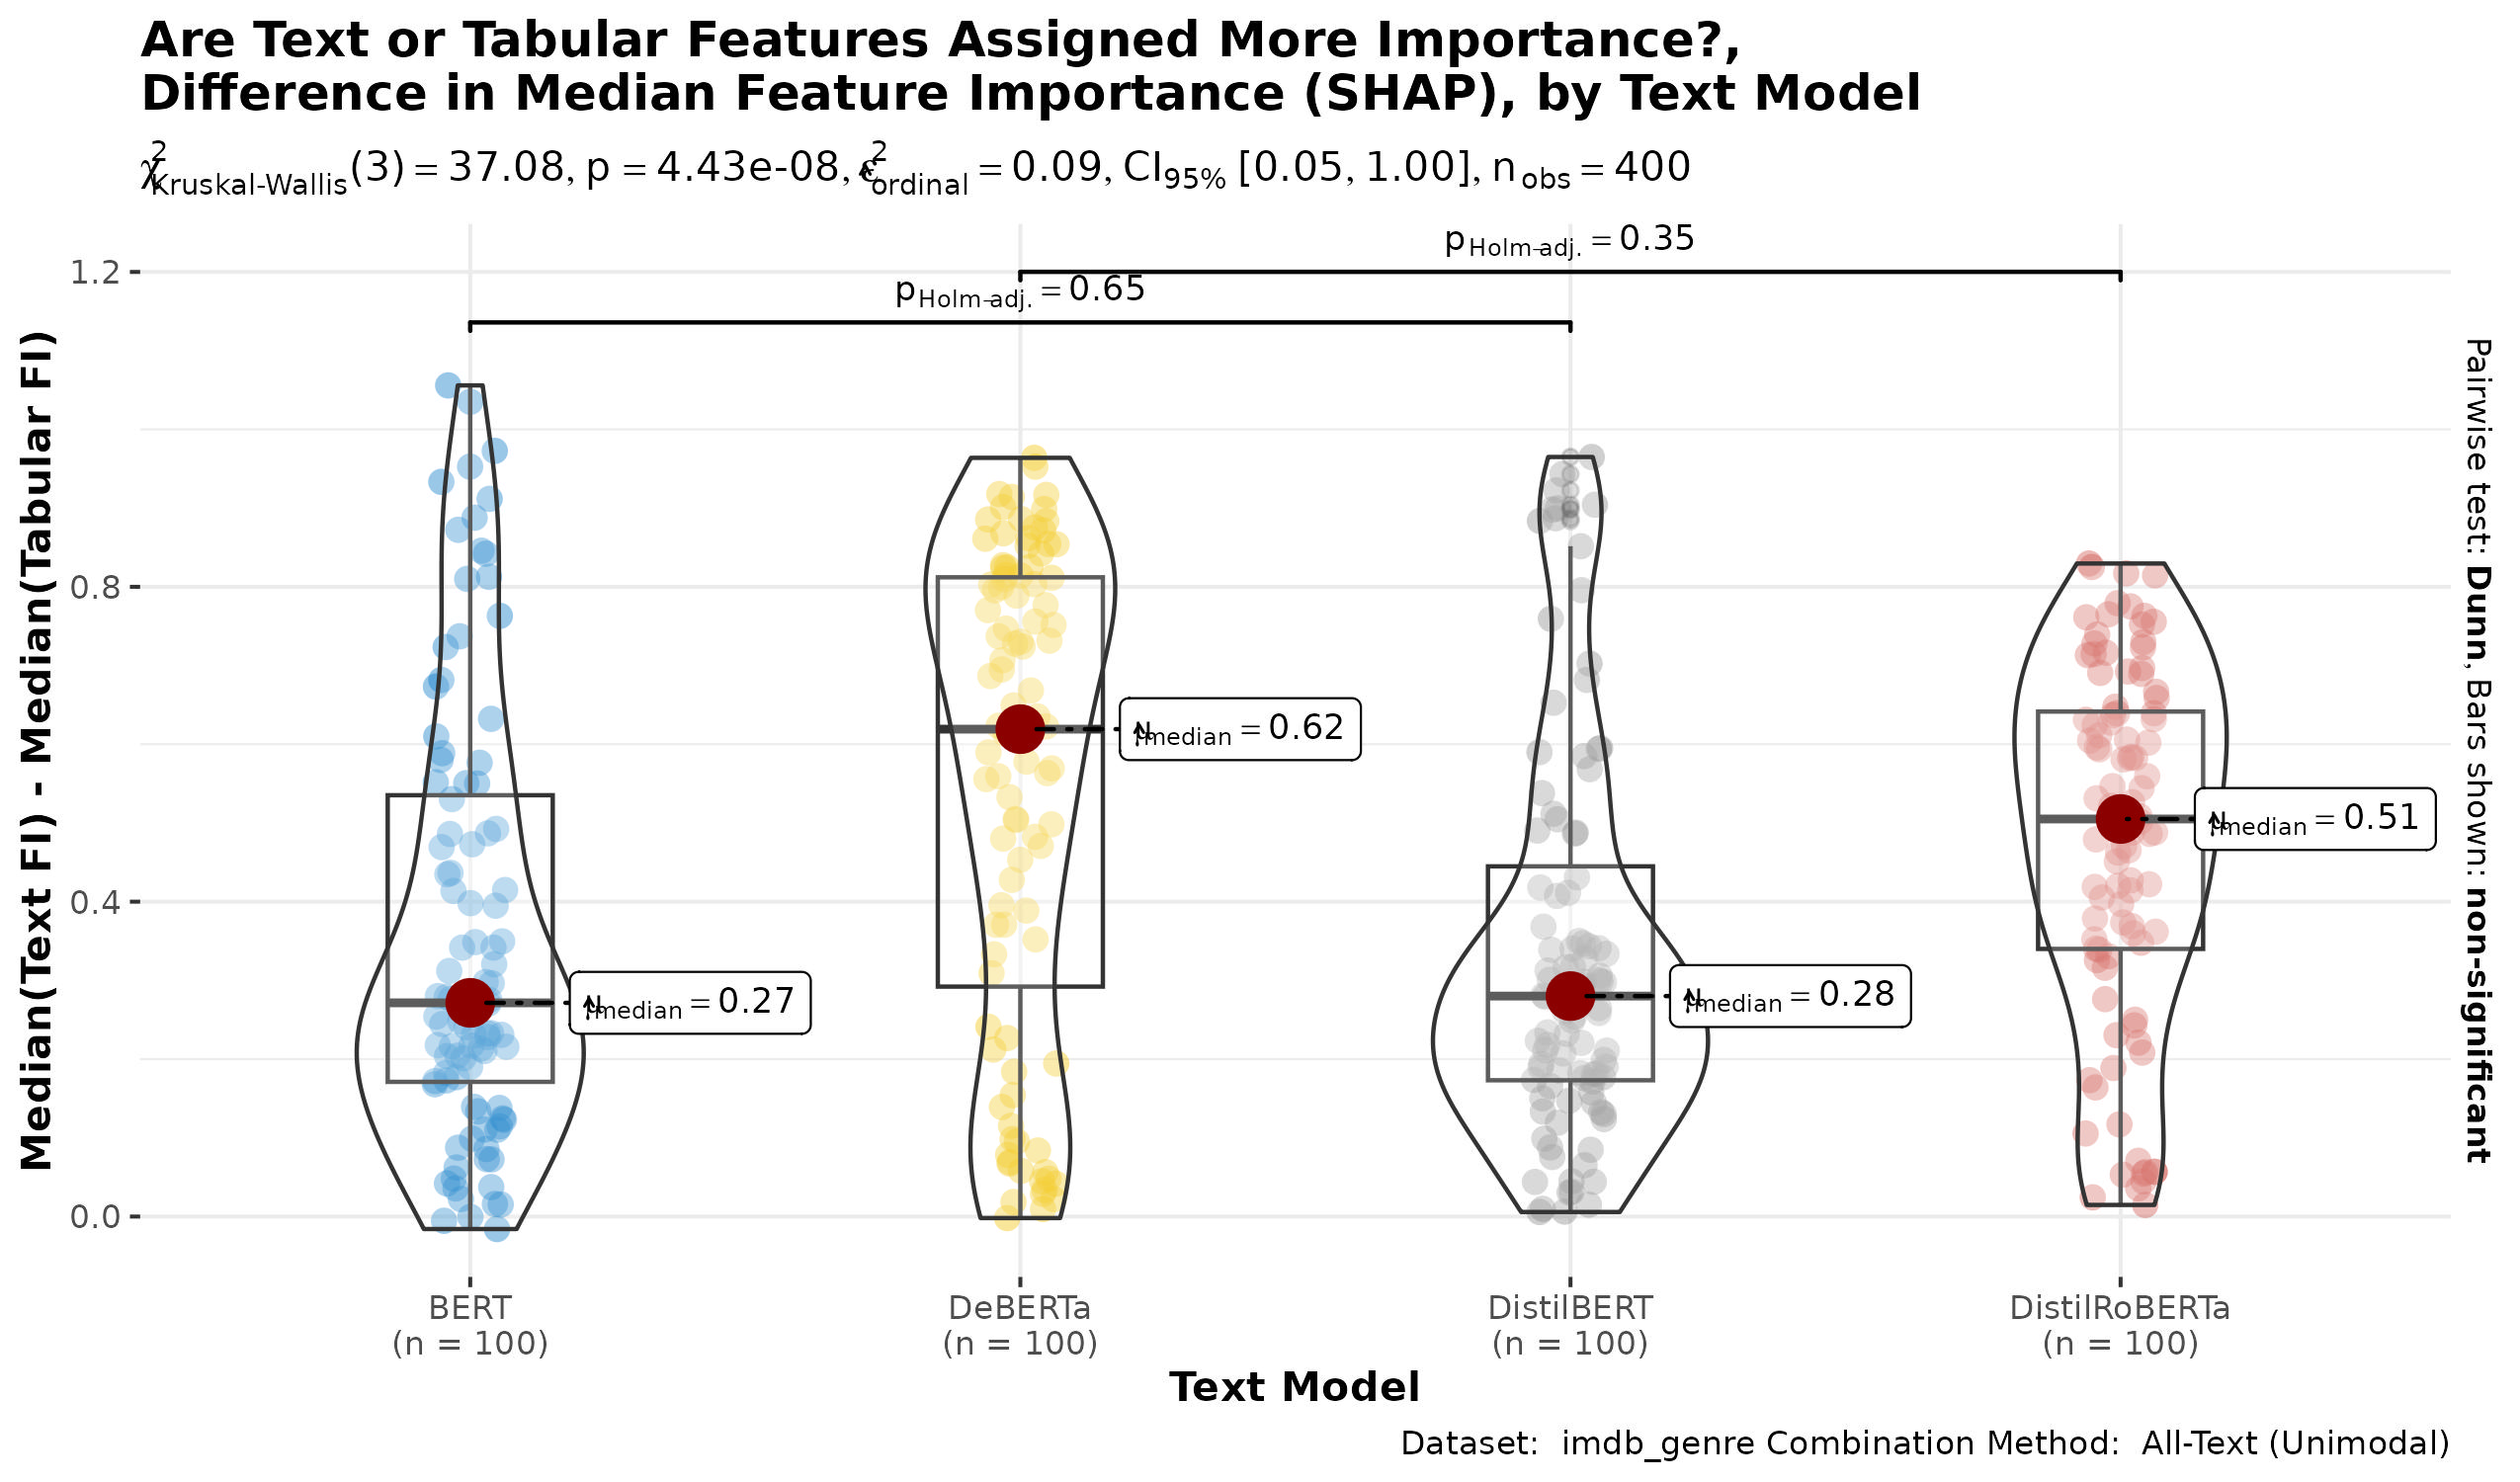 Are Text or Tabular Features Assigned More Importance?,
Difference in Median Feature Importance (SHAP), by Text Model
χ²Kruskal-Wallis(3) = 37.08, p = 4.43e-08, ε²ordinal = 0.09, CI95% [0.05, 1.00], nobs = 400
pHolm-adj. = 0.35
pHolm-adj. = 0.65
1.2
0.8
0.4
0.0
Median(Text FI) - Median(Tabular FI)
μ̂median = 0.27
μ̂median = 0.62
μ̂median = 0.28
μ̂median = 0.51
Pairwise test: Dunn, Bars shown: non-significant
BERT
(n = 100)
DeBERTa
(n = 100)
DistilBERT
(n = 100)
DistilRoBERTa
(n = 100)
Text Model
Dataset: imdb_genre Combination Method: All-Text (Unimodal)